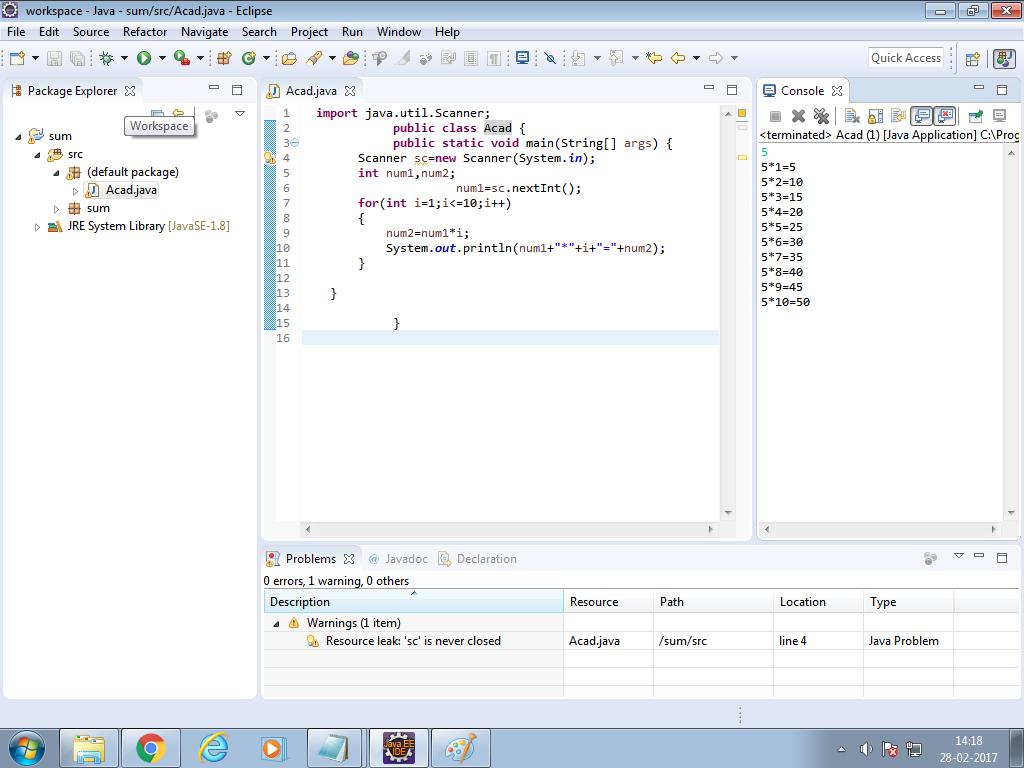 workspace - Java - sum/src/Acad.java - Eclipse
File Edit Source Refactor Navigate Search Project Run Window Help
Quick Access
Package Explorer
Workspace
sum
src
(default package)
Acad.java
sum
JRE System Library [JavaSE-1.8]
Acad.java
1 import java.util.Scanner;
2 public class Acad {
3 public static void main(String[] args) {
4 Scanner sc=new Scanner(System.in);
5 int num1,num2;
6 num1=sc.nextInt();
7 for(int i=1;i<=10;i++)
8 {
9 num2=num1*i;
10 System.out.println(num1+"*"+i+"="+num2);
11 }
12
13 }
14
15 }
16
Console
<terminated> Acad (1) [Java Application] C:\Prog
5
5*1=5
5*2=10
5*3=15
5*4=20
5*5=25
5*6=30
5*7=35
5*8=40
5*9=45
5*10=50
Problems @ Javadoc Declaration
0 errors, 1 warning, 0 others
Description Resource Path Location Type
Warnings (1 item)
Resource leak: 'sc' is never closed Acad.java /sum/src line 4 Java Problem
Java EE
IDE
14:18
28-02-2017